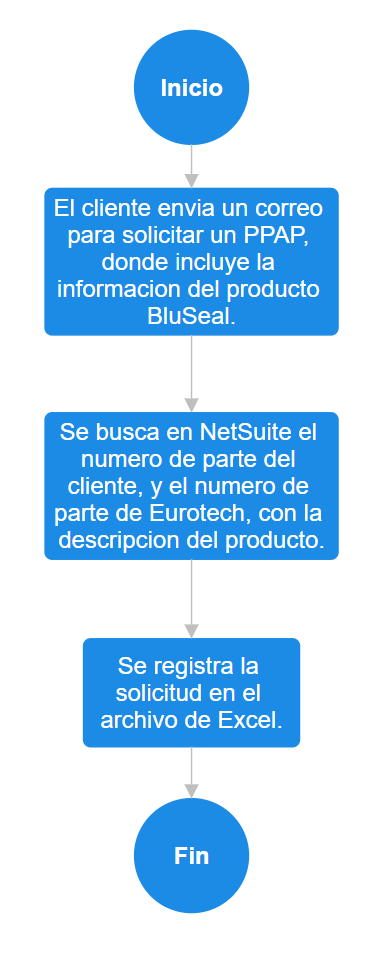 Inicio
El cliente envia un correo
para solicitar un PPAP,
donde incluye la
informacion del producto
BluSeal.
Se busca en NetSuite el
numero de parte del
cliente, y el numero de
parte de Eurotech, con la
descripcion del producto.
Se registra la
solicitud en el
archivo de Excel.
Fin